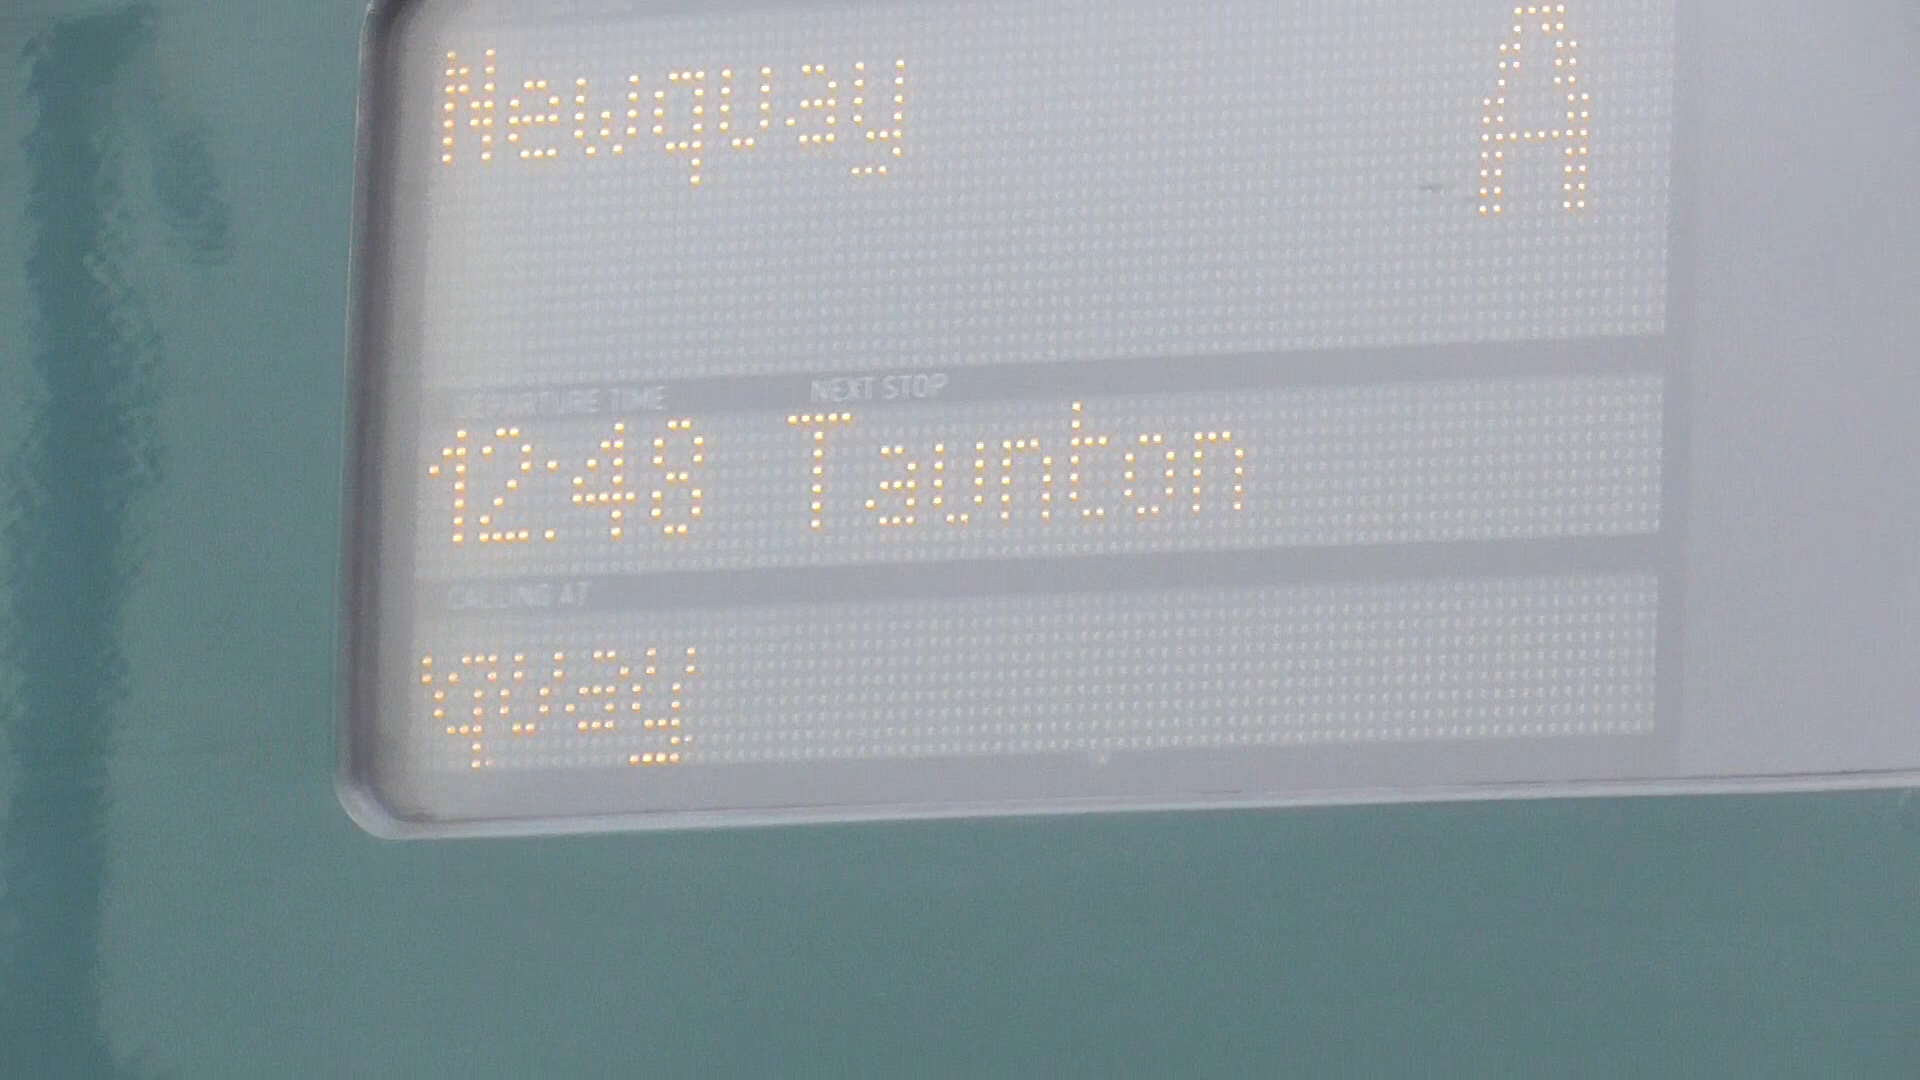 Newquay A
DEPARTURE TIME NEXT STOP
12:48 Taunton
CALLING AT
quay